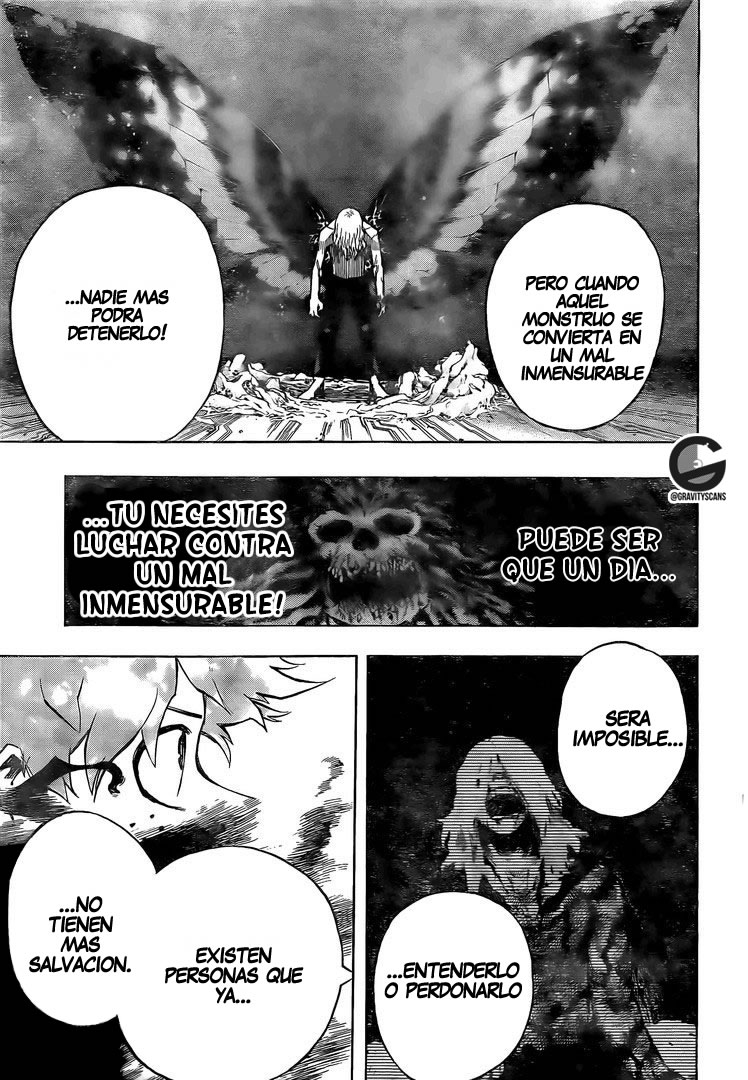 PERO CUANDO
AQUEL
MONSTRUO SE
CONVIERTA EN
UN MAL
INMENSURABLE
...NADIE MAS
PODRA
DETENERLO!
@GRAVITYSCANS
PUEDE SER
QUE UN DIA...
...TU NECESITES
LUCHAR CONTRA
UN MAL
INMENSURABLE!
SERA
IMPOSIBLE...
...ENTENDERLO
O PERDONARLO
EXISTEN
PERSONAS QUE
YA...
...NO
TIENEN
MAS
SALVACION.